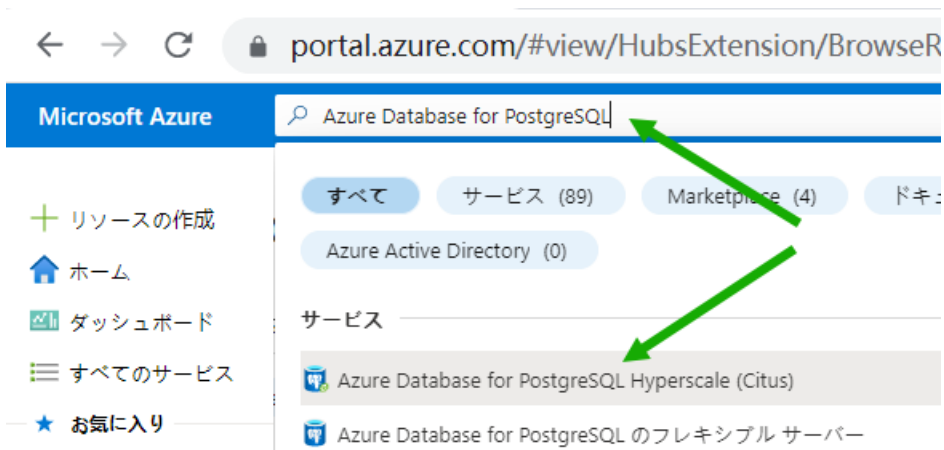 portal.azure.com/#view/HubsExtension/BrowseR
Microsoft Azure
Azure Database for PostgreSQL
すべて
サービス (89)
Marketplace (4)
ドキュ
Azure Active Directory (0)
リソースの作成
ホーム
ダッシュボード
すべてのサービス
お気に入り
サービス
Azure Database for PostgreSQL Hyperscale (Citus)
Azure Database for PostgreSQL のフレキシブル サーバー